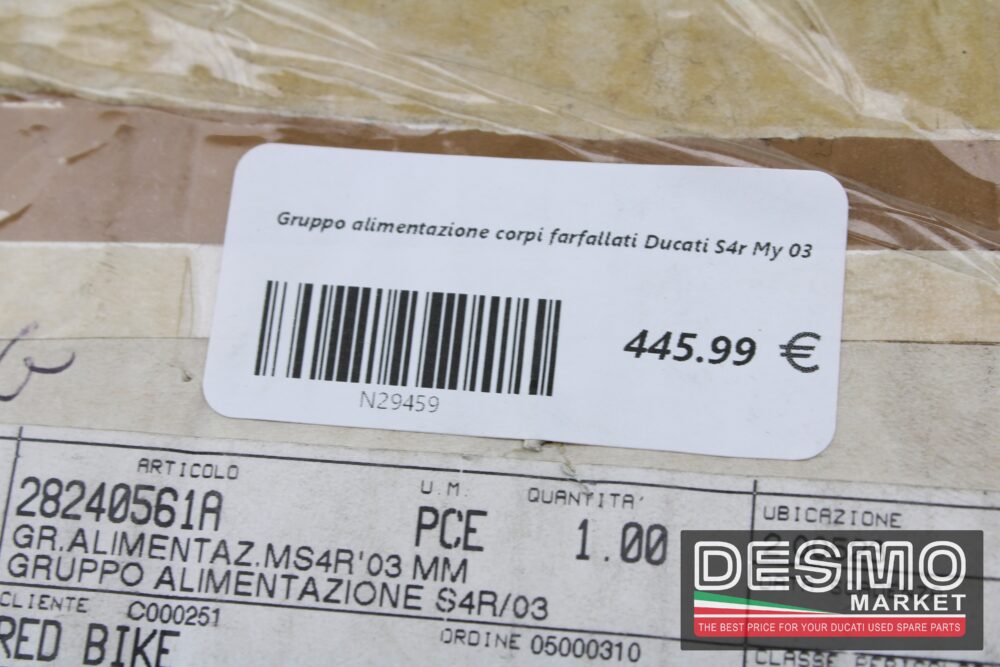 Gruppo alimentazione corpi farfallati Ducati S4r My 03
445.99 €
N29459
ARTICOLO
28240561A
U.M.
PCE
QUANTITA'
1.00
UBICAZIONE
GR.ALIMENTAZ.MS4R'03 MM
GRUPPO ALIMENTAZIONE S4R/03
CLIENTE C000251
RED BIKE
ORDINE 05000310
CLASSE
DESMO
MARKET
THE BEST PRICE FOR YOUR DUCATI USED SPARE PARTS